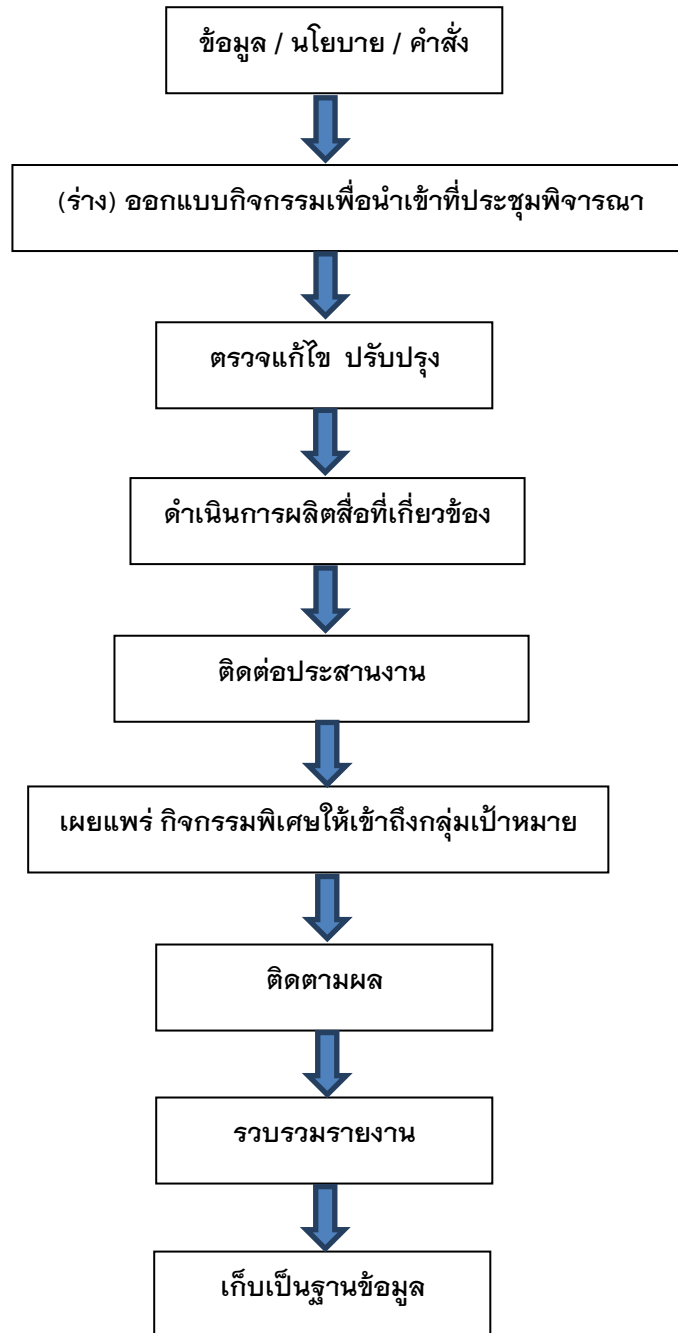 ข้อมูล / นโยบาย / คำสั่ง
(ร่าง) ออกแบบกิจกรรมเพื่อนำเข้าที่ประชุมพิจารณา
ตรวจแก้ไข ปรับปรุง
ดำเนินการผลิตสื่อที่เกี่ยวข้อง
ติดต่อประสานงาน
เผยแพร่ กิจกรรมพิเศษให้เข้าถึงกลุ่มเป้าหมาย
ติดตามผล
รวบรวมรายงาน
เก็บเป็นฐานข้อมูล